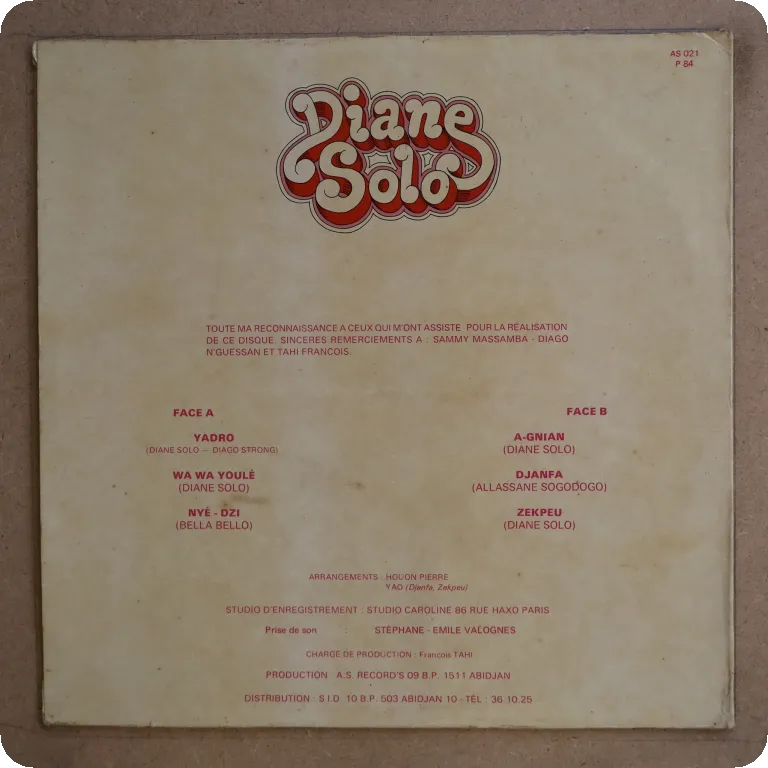 AS 021
P 84
Diane
Solo
TOUTE MA RECONNAISSANCE A CEUX QUI M'ONT ASSISTE POUR LA RÉALISATION
DE CE DISQUE. SINCERES REMERCIEMENTS A : SAMMY MASSAMBA - DIAGO
N'GUESSAN ET TAHI FRANCOIS.
FACE A
YADRO
(DIANE SOLO — DIAGO STRONG)
WA WA YOULÉ
(DIANE SOLO)
NYÉ - DZI
(BELLA BELLO)
FACE B
A-GNIAN
(DIANE SOLO)
DJANFA
(ALLASSANE SOGODOGO)
ZEKPEU
(DIANE SOLO)
ARRANGEMENTS : HOUON PIERRE
YAO (Djanfa, Zekpeu)
STUDIO D'ENREGISTREMENT : STUDIO CAROLINE 86 RUE HAXO PARIS
Prise de son : STÉPHANE - EMILE VALOGNES
CHARGE DE PRODUCTION : François TAHI
PRODUCTION A.S. RECORD'S 09 B.P. 1511 ABIDJAN
DISTRIBUTION : S.I.D 10 B.P. 503 ABIDJAN 10 - TÉL : 36.10.25